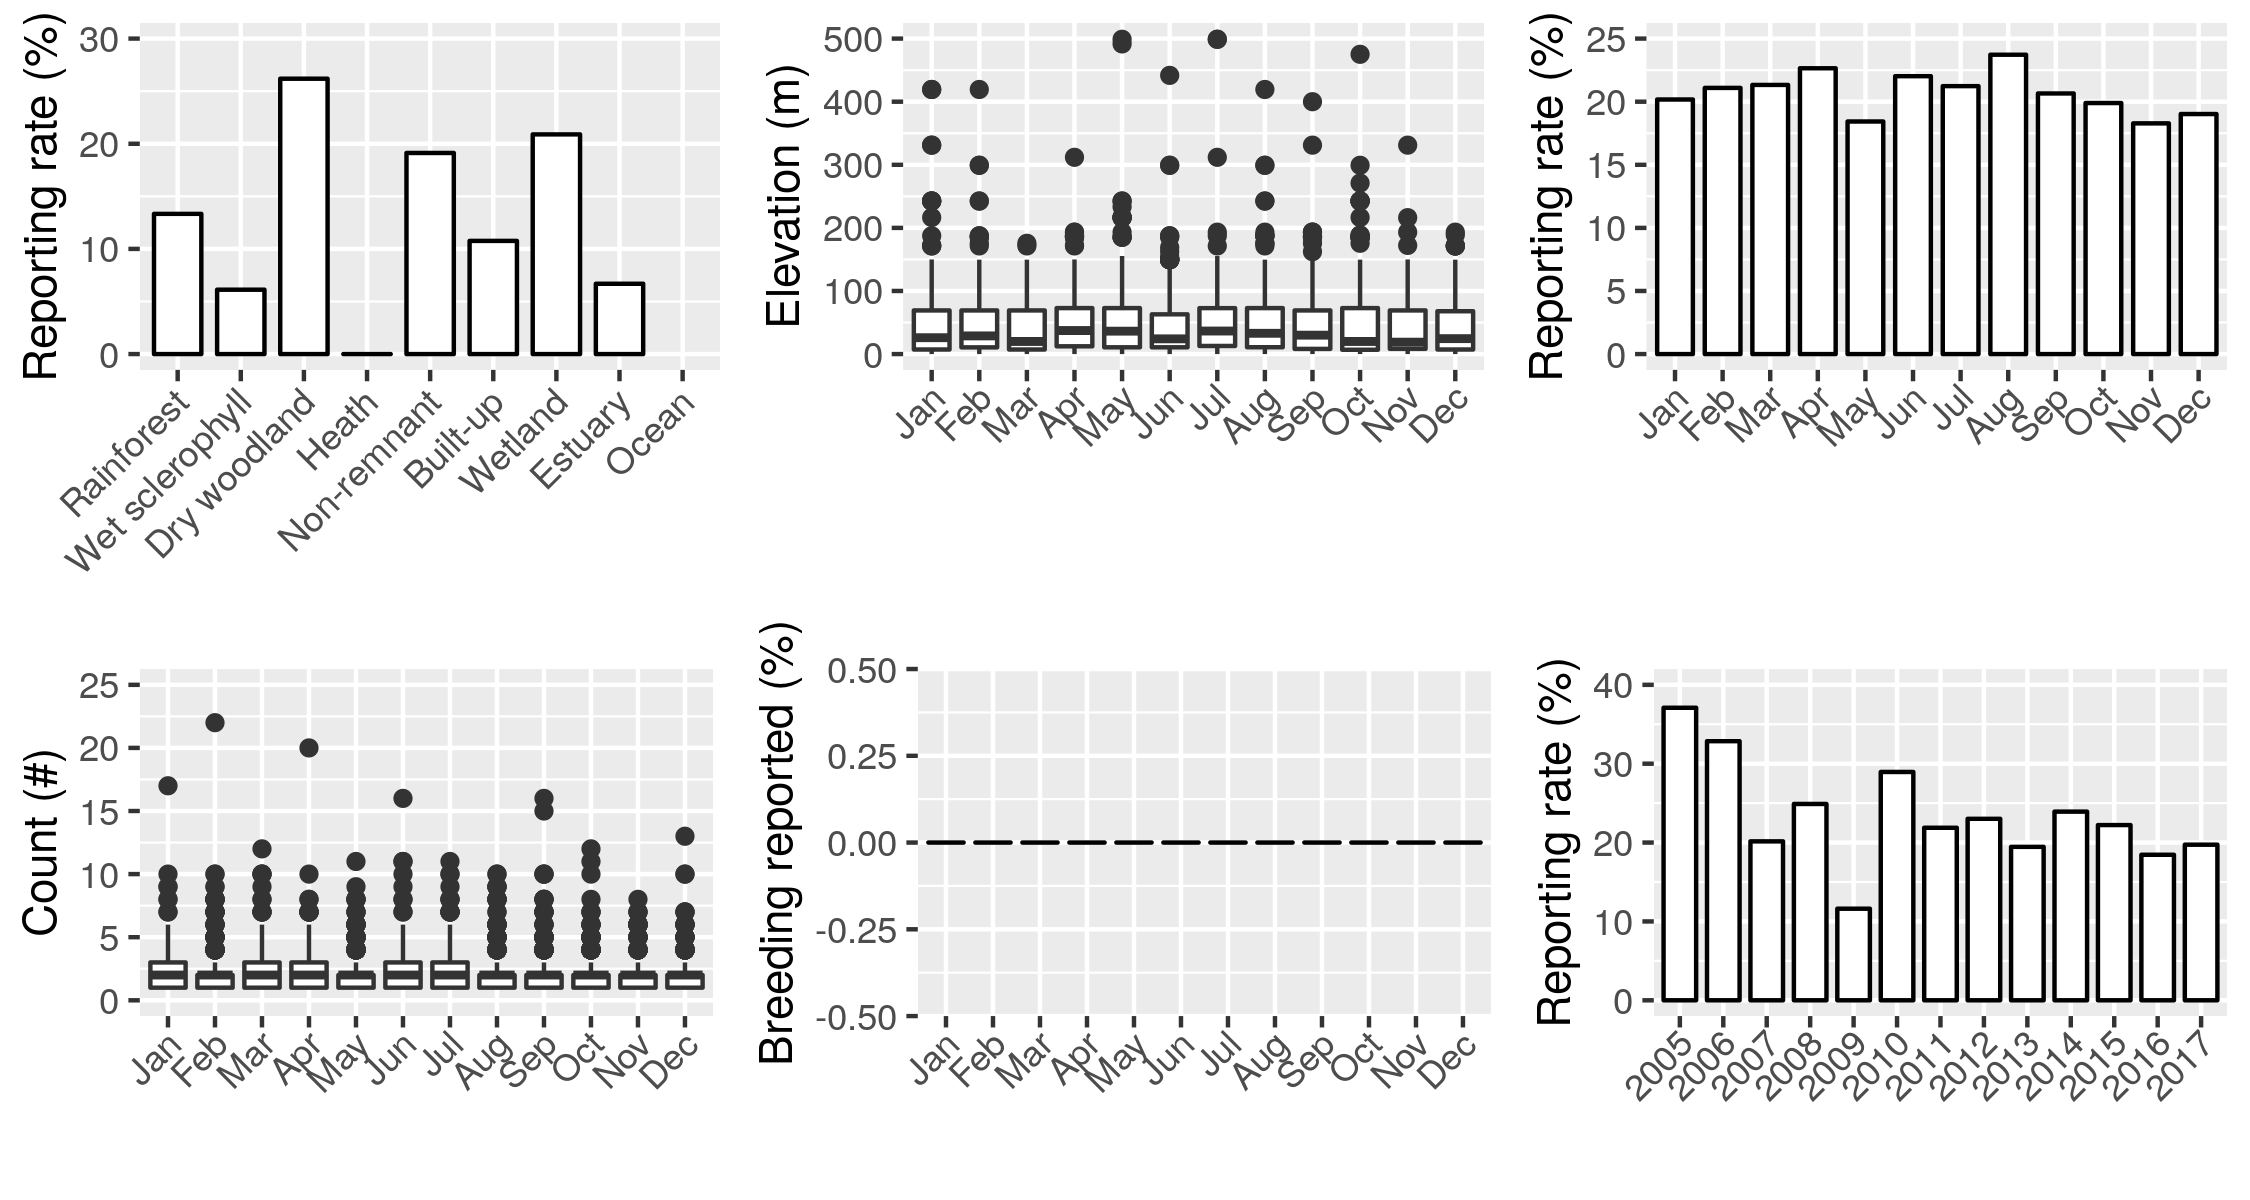 Reporting rate (%)
30
20
10
0
Rainforest
Wet sclerophyll
Dry woodland
Heath
Non-remnant
Built-up
Wetland
Estuary
Ocean
Elevation (m)
500
400
300
200
100
0
Jan
Feb
Mar
Apr
May
Jun
Jul
Aug
Sep
Oct
Nov
Dec
Reporting rate (%)
25
20
15
10
5
0
Jan
Feb
Mar
Apr
May
Jun
Jul
Aug
Sep
Oct
Nov
Dec
Count (#)
25
20
15
10
5
0
Jan
Feb
Mar
Apr
May
Jun
Jul
Aug
Sep
Oct
Nov
Dec
Breeding reported (%)
0.50
0.25
0.00
-0.25
-0.50
Jan
Feb
Mar
Apr
May
Jun
Jul
Aug
Sep
Oct
Nov
Dec
Reporting rate (%)
40
30
20
10
0
2005
2006
2007
2008
2009
2010
2011
2012
2013
2014
2015
2016
2017